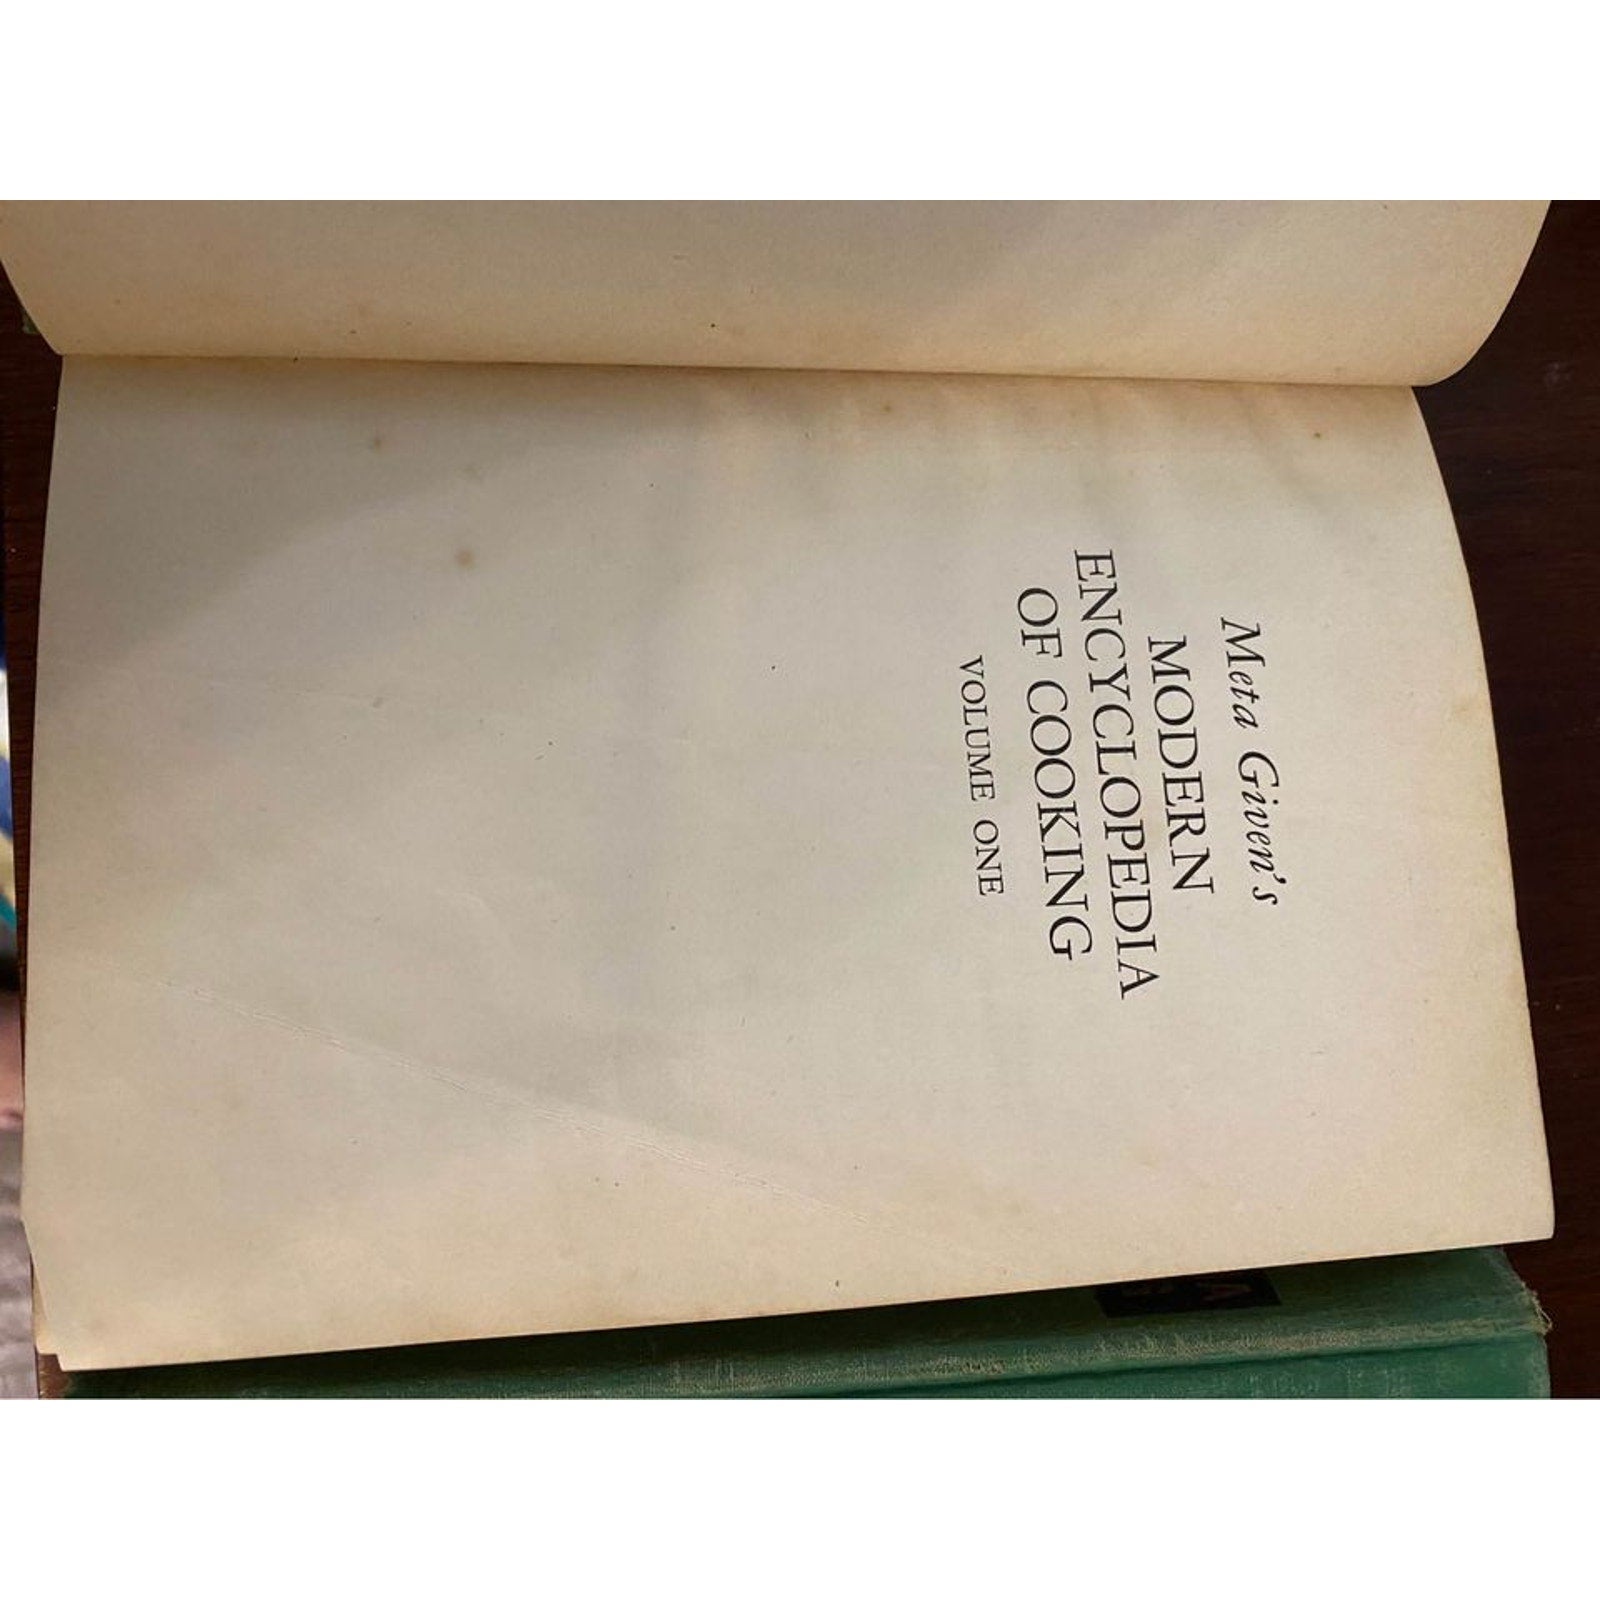 Meta Given's
MODERN
ENCYCLOPEDIA
OF COOKING
VOLUME ONE